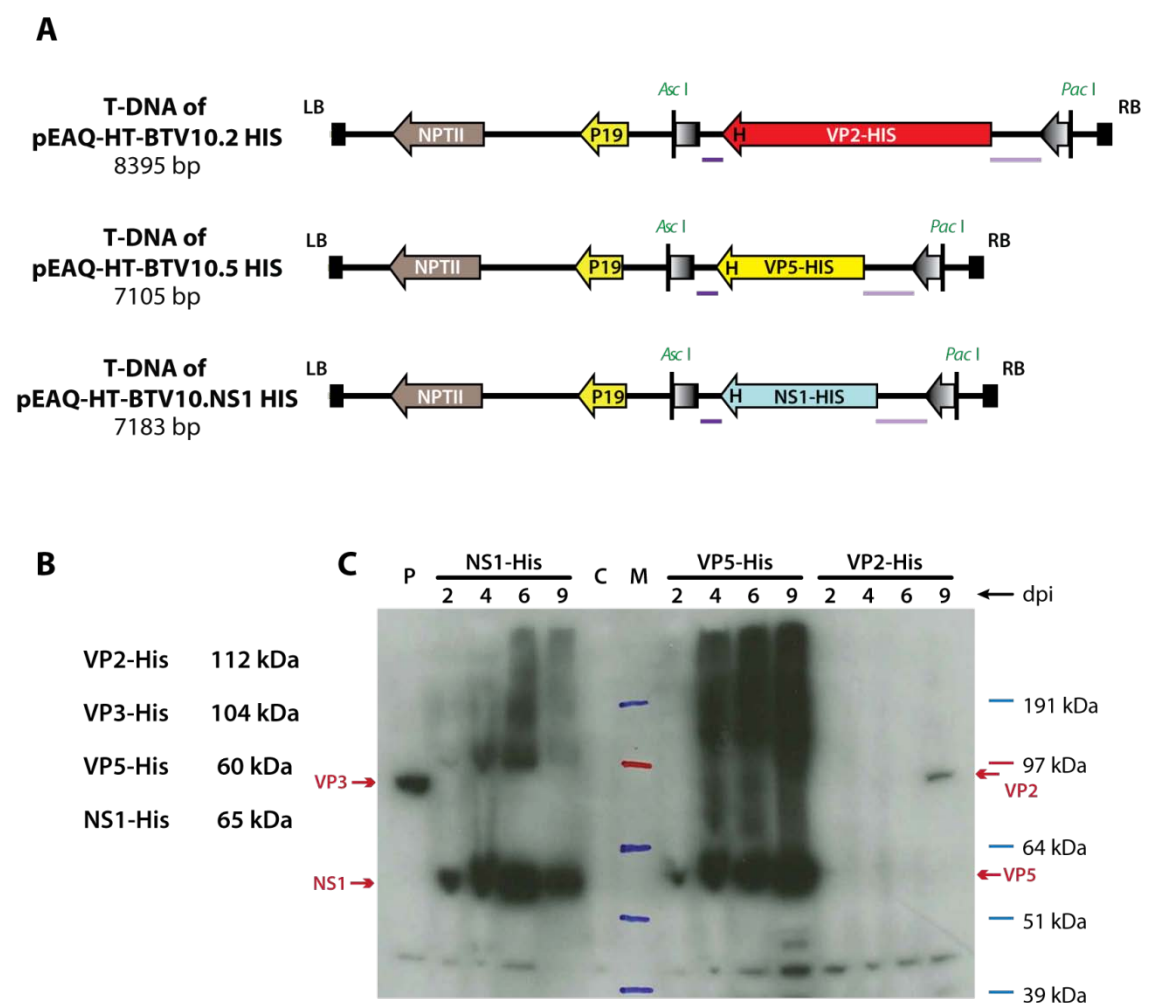 A
T-DNA of
pEAQ-HT-BTV10.2 HIS
8395 bp
LB
NPTII
P19
Asc I
H
VP2-HIS
Pac I
RB
T-DNA of
pEAQ-HT-BTV10.5 HIS
7105 bp
LB
NPTII
P19
Asc I
H
VP5-HIS
Pac I
RB
T-DNA of
pEAQ-HT-BTV10.NS1 HIS
7183 bp
LB
NPTII
P19
Asc I
H
NS1-HIS
Pac I
RB
B
VP2-His 112 kDa
VP3-His 104 kDa
VP5-His 60 kDa
NS1-His 65 kDa
C
P NS1-His C M VP5-His VP2-His
2 4 6 9 2 4 6 9 2 4 6 9 dpi
VP3
NS1
191 kDa
97 kDa
VP2
64 kDa
VP5
51 kDa
39 kDa